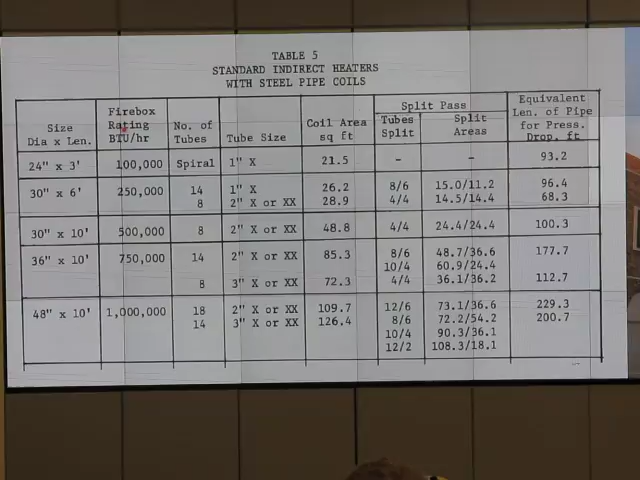 TABLE 5
STANDARD INDIRECT HEATERS
WITH STEEL PIPE COILS
Size Dia x Len. | Firebox Rating BTU/hr | No. of Tubes | Tube Size | Coil Area sq ft | Split Pass Tubes Split | Split Areas | Equivalent Len. of Pipe for Press. Drop, ft
24" x 3' 100,000 Spiral 1" X 21.5 - - 93.2
30" x 6' 250,000 14 1" X 26.2 8/6 15.0/11.2 96.4
8 2" X or XX 28.9 4/4 14.5/14.4 68.3
30" x 10' 500,000 8 2" X or XX 48.8 4/4 24.4/24.4 100.3
36" x 10' 750,000 14 2" X or XX 85.3 8/6 48.7/36.6 177.7
10/4 60.9/24.4
8 3" X or XX 72.3 4/4 36.1/36.2 112.7
48" x 10' 1,000,000 18 2" X or XX 109.7 12/6 73.1/36.6 229.3
14 3" X or XX 126.4 8/6 72.2/54.2 200.7
10/4 90.3/36.1
12/2 108.3/18.1